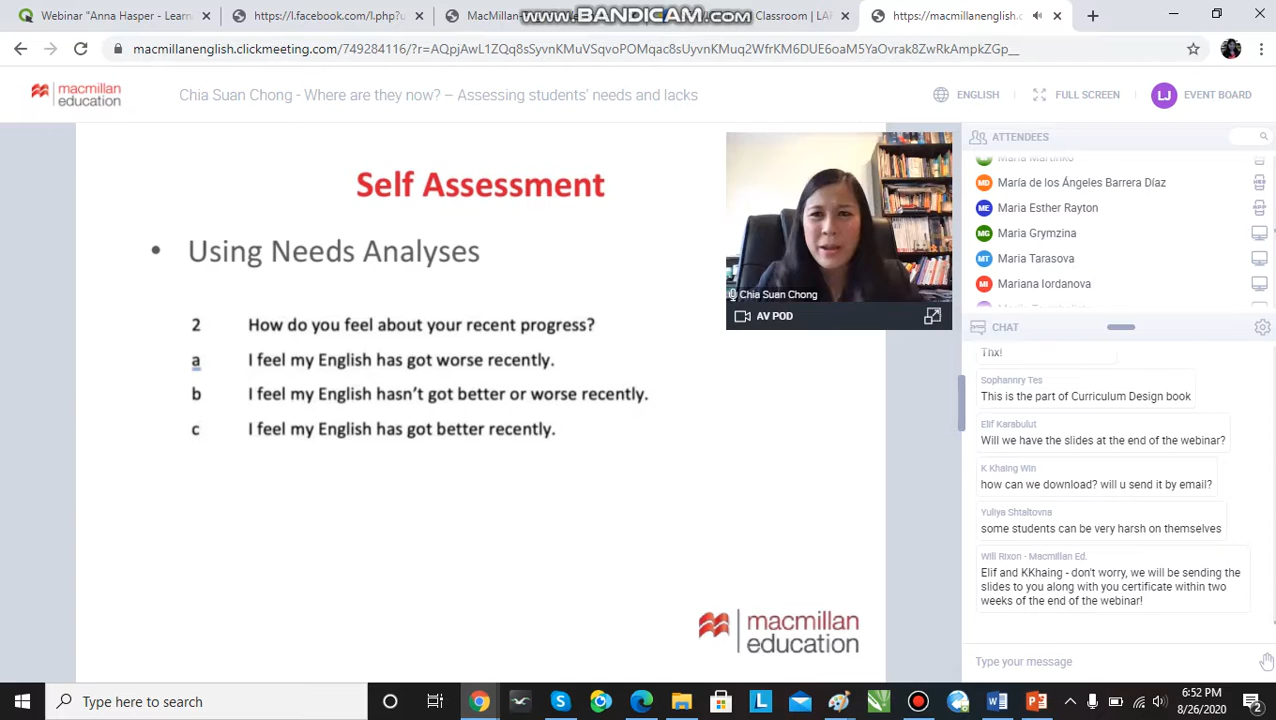 Webinar "Anna Hasper - Learn
https://l.facebook.com/l.php?
MacMillan
Classroom | LA
https://macmillanenglish.c
www.BANDICAM.com
macmillanenglish.clickmeeting.com/749284116/?r=AQpjAwL1ZQq8sSyvnKMuVSqvoPOMqac8sUyvnKMuq2WfrKM6DUE6oaM5YaOvrak8ZwRkAmpkZGp__
macmillan
education
Chia Suan Chong - Where are they now? – Assessing students' needs and lacks
ENGLISH
FULL SCREEN
LJ
EVENT BOARD
Self Assessment
• Using Needs Analyses
2 How do you feel about your recent progress?
a I feel my English has got worse recently.
b I feel my English hasn't got better or worse recently.
c I feel my English has got better recently.
macmillan
education
Chia Suan Chong
AV POD
ATTENDEES
Maria Martinko
MD María de los Ángeles Barrera Díaz
ME Maria Esther Rayton
MG Maria Grymzina
MT Maria Tarasova
MI Mariana Iordanova
CHAT
Thx!
Sophannry Tes
This is the part of Curriculum Design book
Elif Karabulut
Will we have the slides at the end of the webinar?
K Khaing Win
how can we download? will u send it by email?
Yuliya Shtaltovna
some students can be very harsh on themselves
Will Rixon - Macmillan Ed.
Elif and KKhaing - don't worry, we will be sending the
slides to you along with you certificate within two
weeks of the end of the webinar!
Type your message
Type here to search
6:52 PM
8/26/2020
2